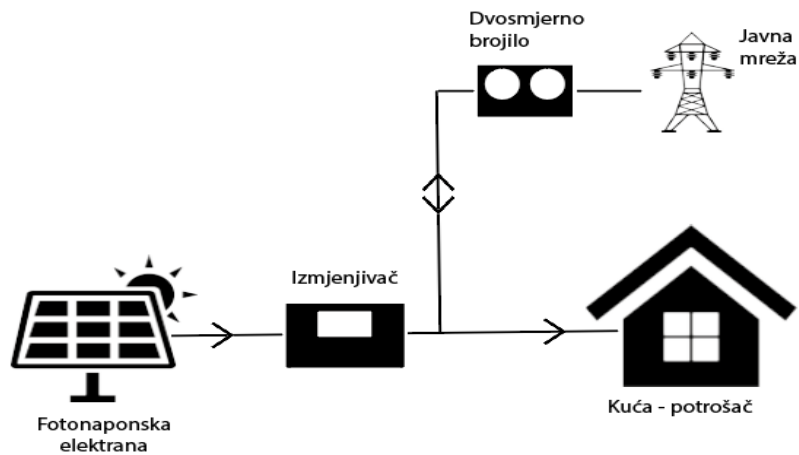 Dvosmjerno
brojilo
Javna
mreža
Izmjenjivač
Fotonaponska
elektrana
Kuća - potrošač